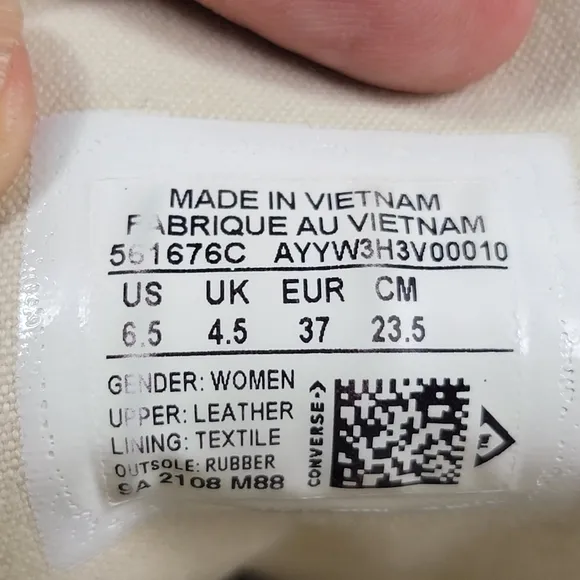 MADE IN VIETNAM
FABRIQUE AU VIETNAM
561676C AYYW3H3V00010
US UK EUR CM
6.5 4.5 37 23.5
GENDER: WOMEN
UPPER: LEATHER
LINING: TEXTILE
OUTSOLE: RUBBER
SA 2108 M88
CONVERSE
TM